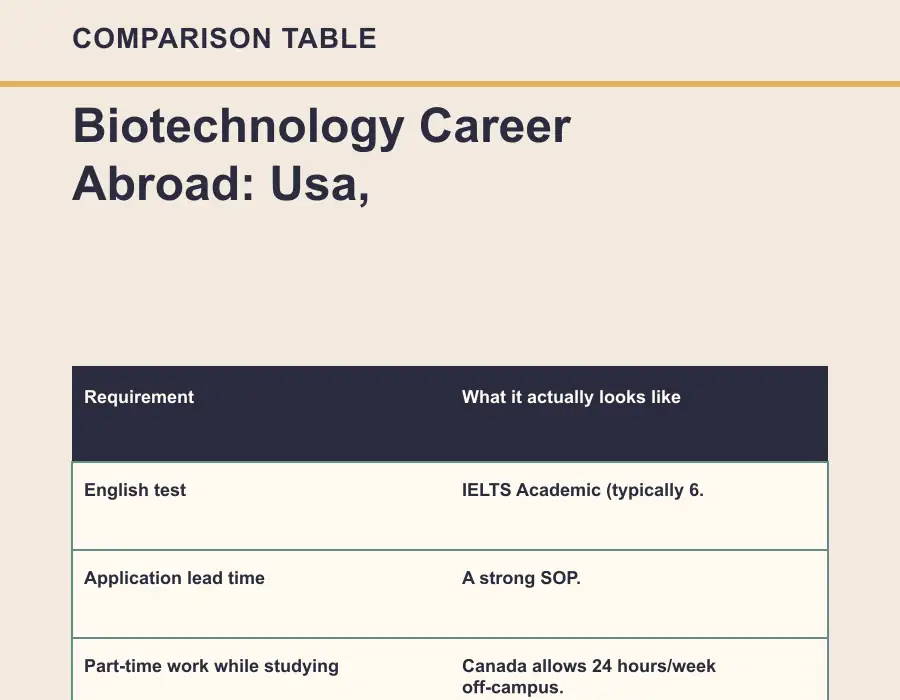 COMPARISON TABLE
Biotechnology Career
Abroad: Usa,
Requirement
What it actually looks like
English test
IELTS Academic (typically 6.
Application lead time
A strong SOP.
Part-time work while studying
Canada allows 24 hours/week
off-campus.